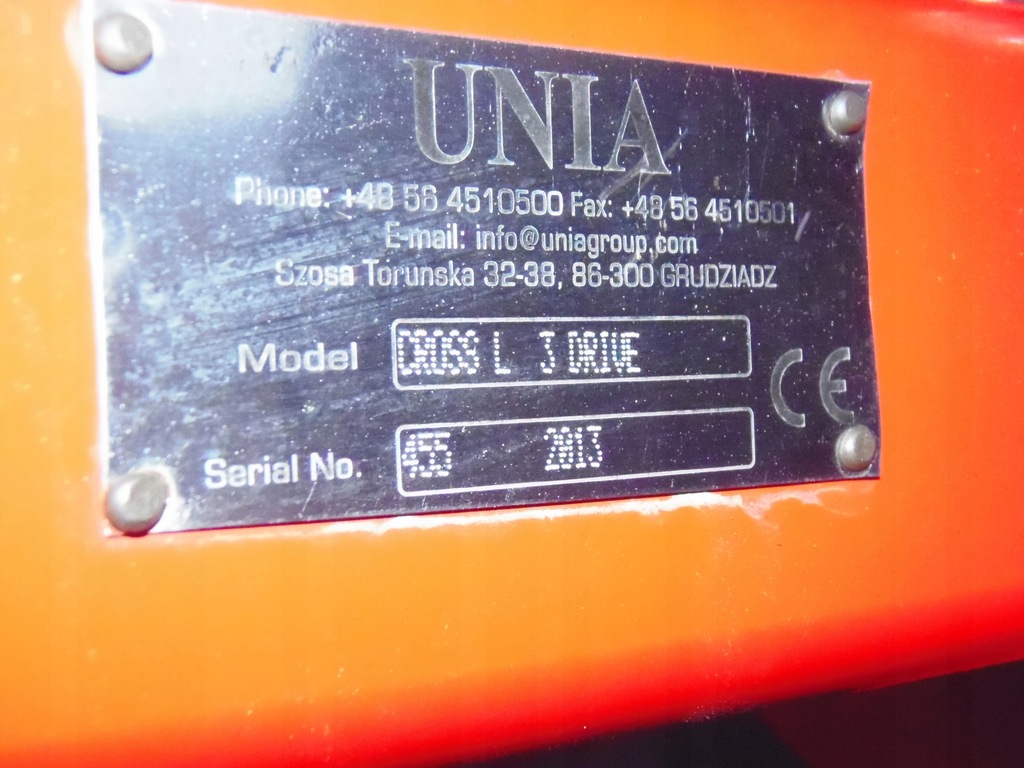 UNIA
Phone: +48 56 4510500 Fax: +48 56 4510501
E-mail: info@uniagroup.com
Szosa Torunska 32-38, 86-300 GRUDZIADZ
Model CROSS L 3 DRIVE
CE
Serial No. 455 2013